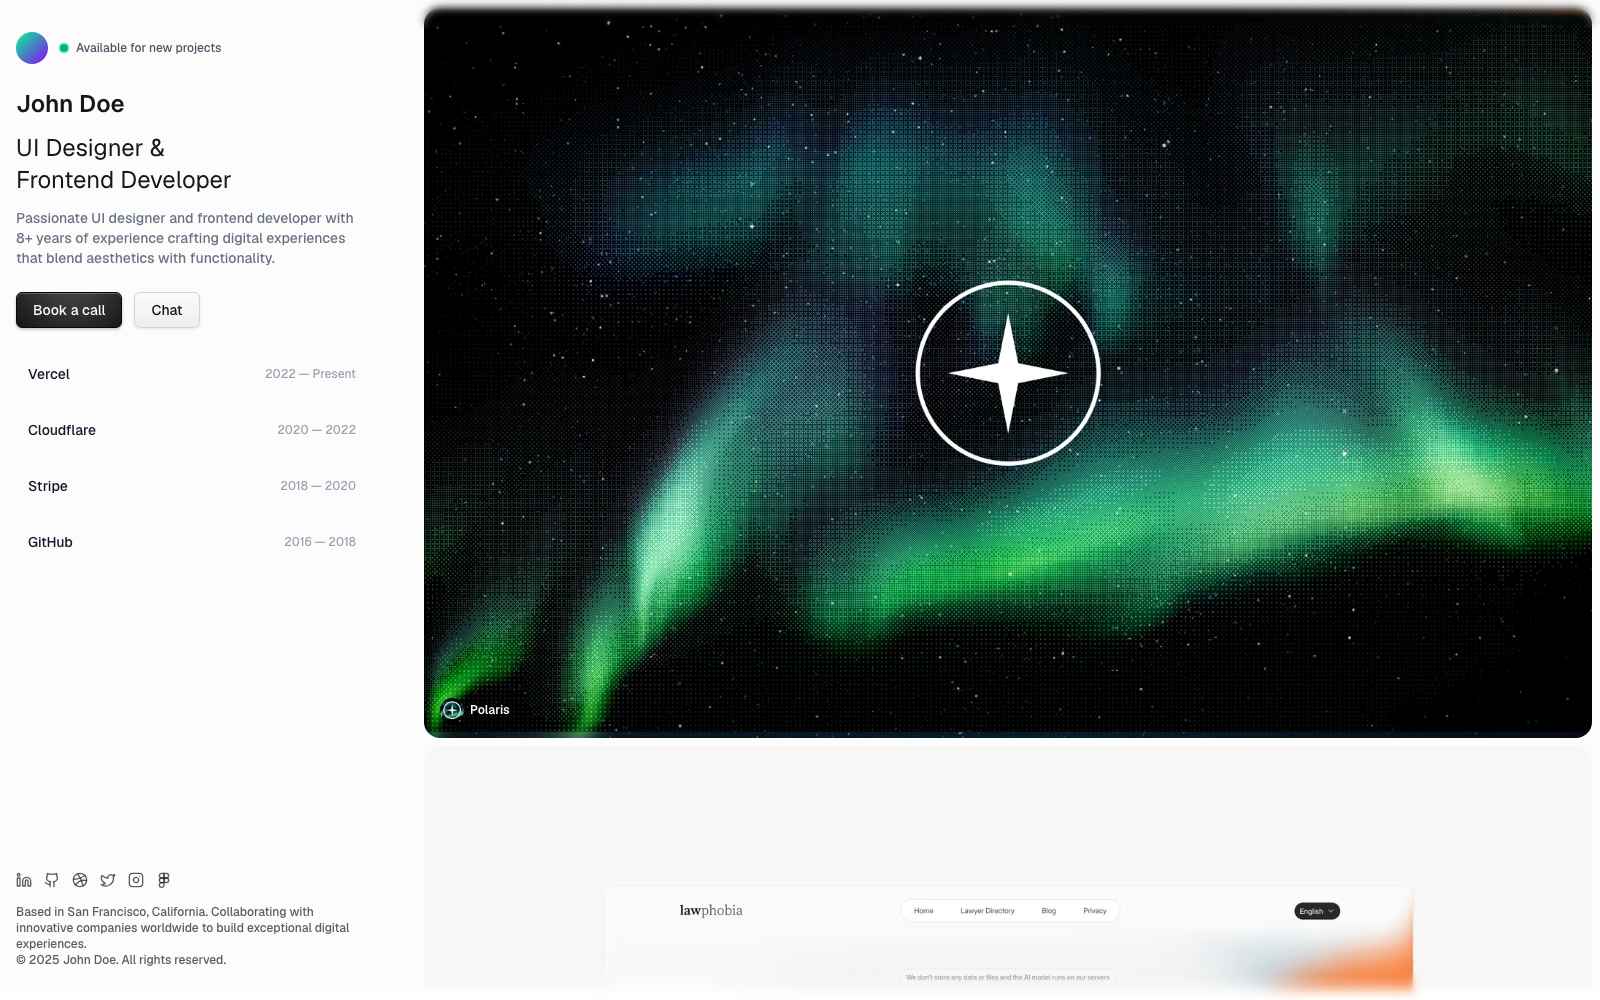 Available for new projects
John Doe
UI Designer &
Frontend Developer
Passionate UI designer and frontend developer with
8+ years of experience crafting digital experiences
that blend aesthetics with functionality.
Book a call
Chat
Vercel
2022 — Present
Cloudflare
2020 — 2022
Stripe
2018 — 2020
GitHub
2016 — 2018
Based in San Francisco, California. Collaborating with
innovative companies worldwide to build exceptional digital
experiences.
© 2025 John Doe. All rights reserved.
Polaris
lawphobia
Home
Lawyer Directory
Blog
Privacy
English
We don't store any data or files and the AI model runs on our servers